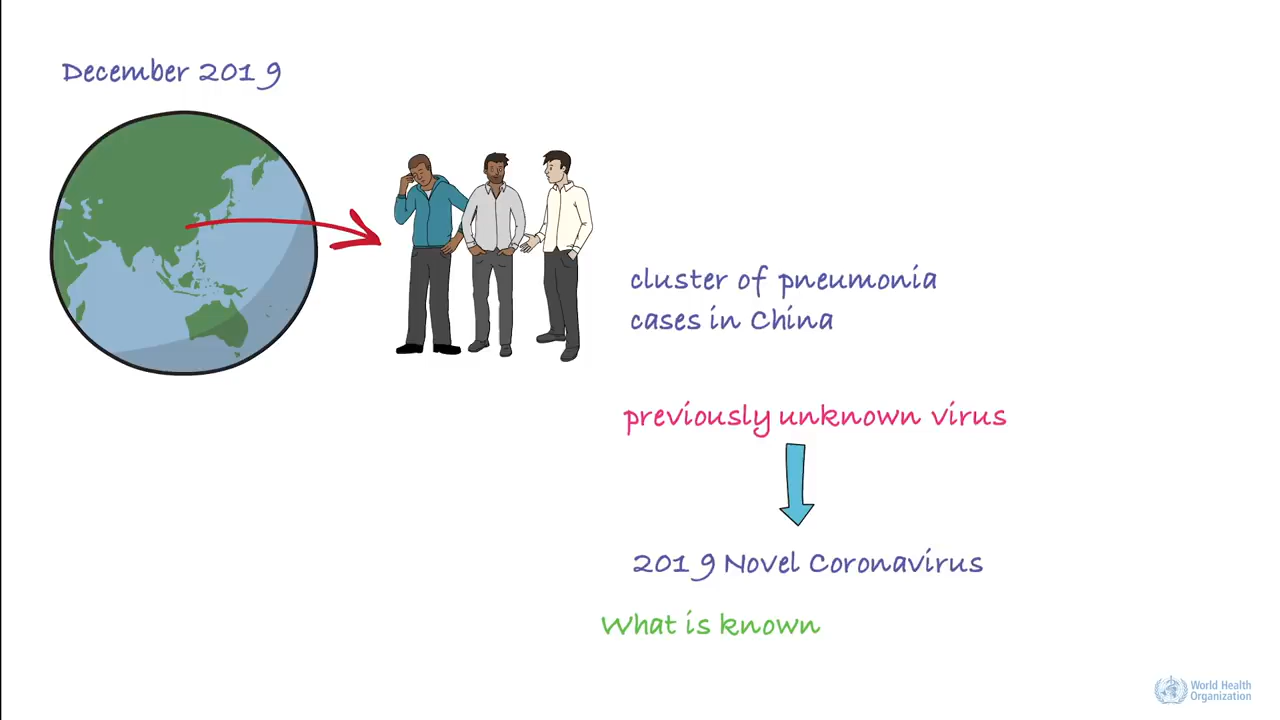 December 2019
cluster of pneumonia
cases in China
previously unknown virus
2019 Novel Coronavirus
What is known
World Health
Organization